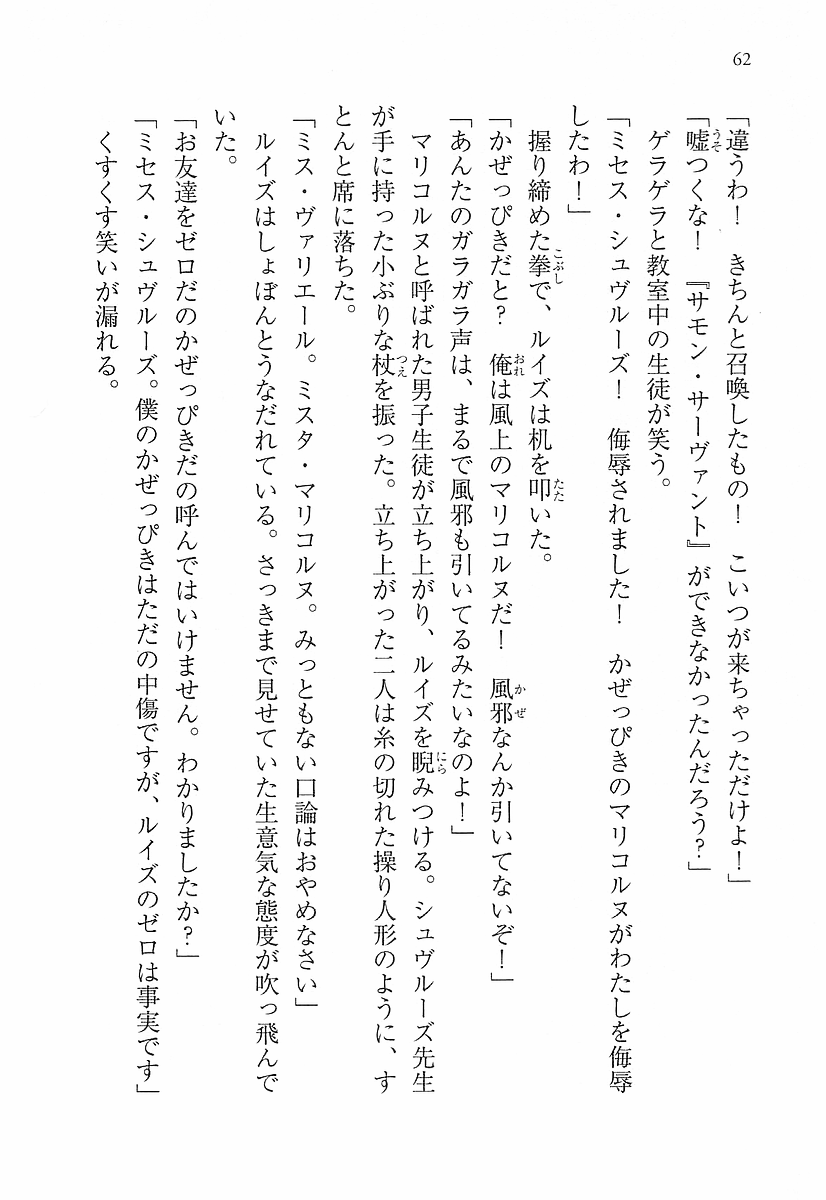 62
「違うわ！　きちんと召喚したもの！　こいつが来ちゃっただけよ！」
「嘘つくな！　『サモン・サーヴァント』ができなかったんだろう？」
ゲラゲラと教室中の生徒が笑う。
「ミセス・シュヴルーズ！　侮辱されました！　かぜっぴきのマリコルヌがわたしを侮辱
したわ！」
握り締めた拳で、ルイズは机を叩いた。
「かぜっぴきだと？　俺は風上のマリコルヌだ！　風邪なんか引いてないぞ！」
「あんたのガラガラ声は、まるで風邪も引いてるみたいなのよ！」
マリコルヌと呼ばれた男子生徒が立ち上がり、ルイズを睨みつける。シュヴルーズ先生
が手に持った小ぶりな杖を振った。立ち上がった二人は糸の切れた操り人形のように、す
とんと席に落ちた。
「ミス・ヴァリエール。ミスタ・マリコルヌ。みっともない口論はおやめなさい」
ルイズはしょぼんとうなだれている。さっきまで見せていた生意気な態度が吹っ飛んで
いた。
「お友達をゼロだのかぜっぴきだの呼んではいけません。わかりましたか？」
「ミセス・シュヴルーズ。僕のかぜっぴきはただの中傷ですが、ルイズのゼロは事実です」
くすくす笑いが漏れる。